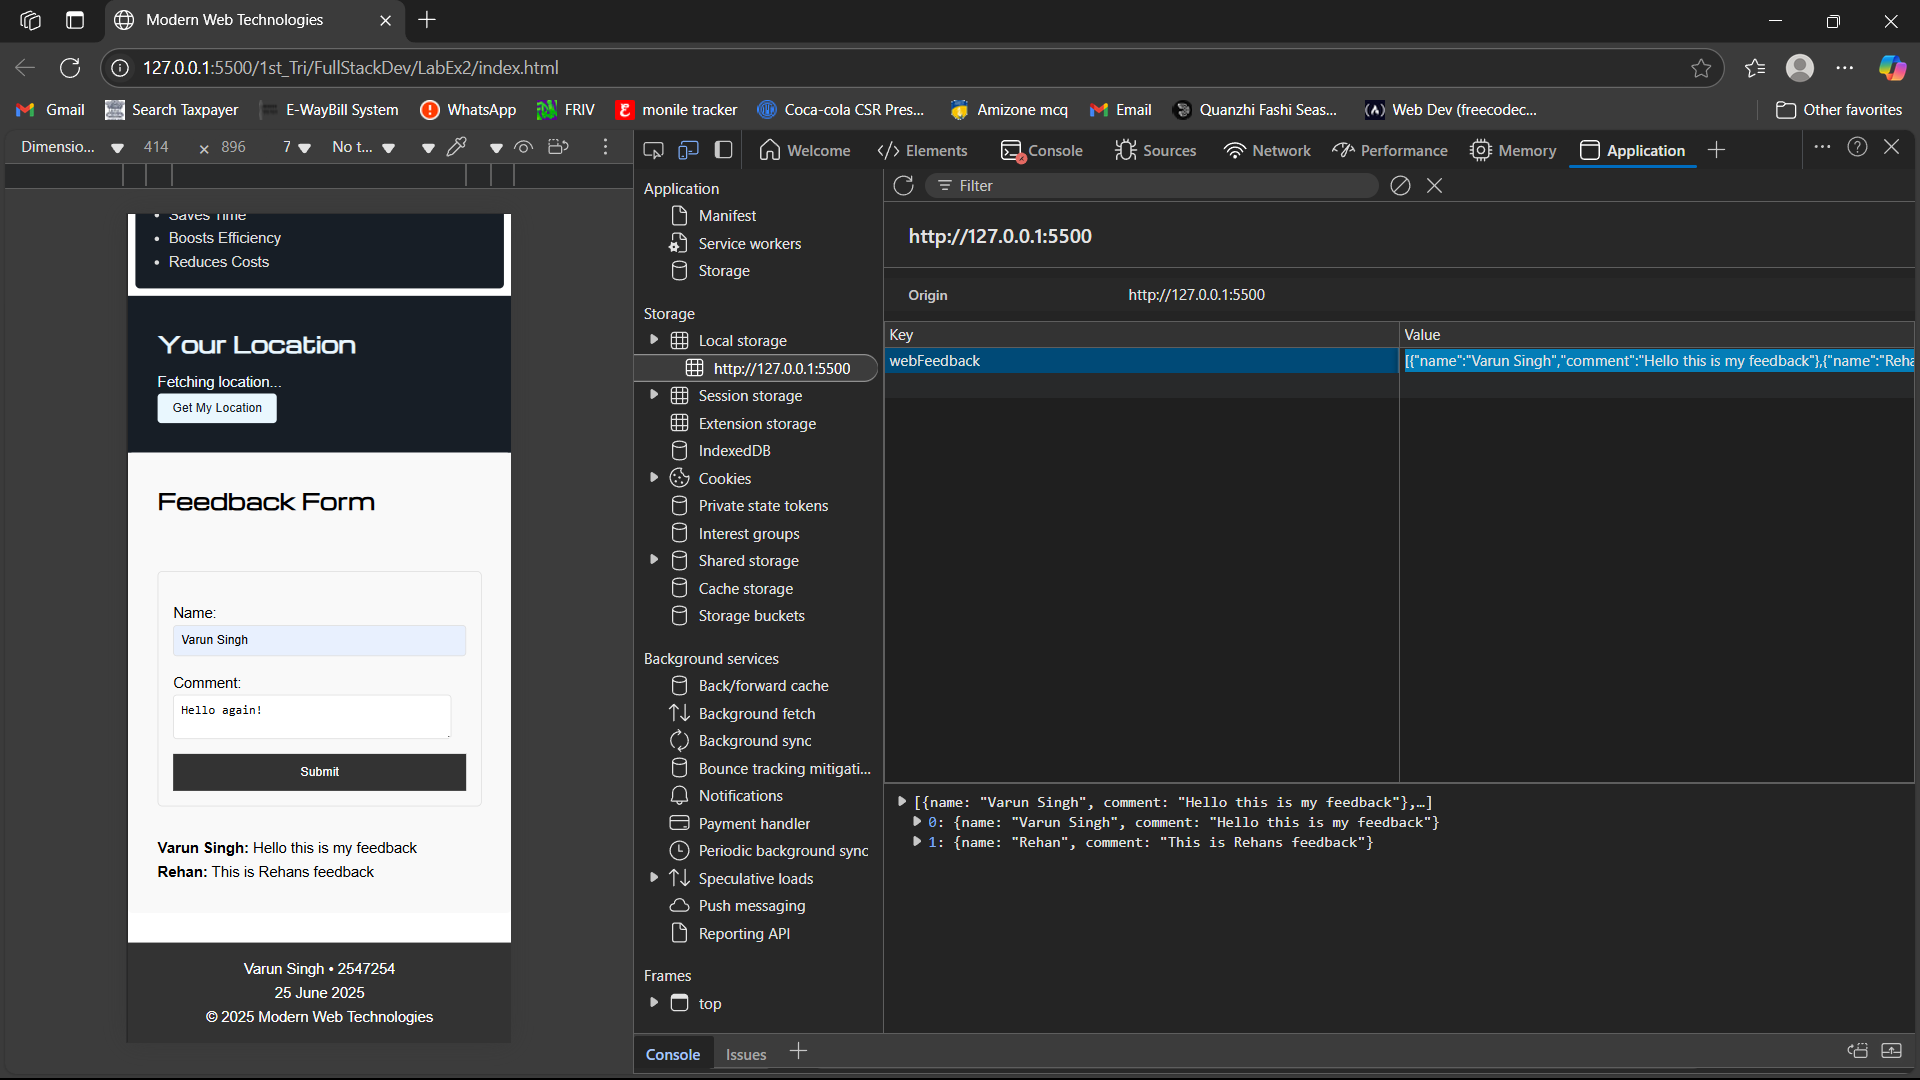 Modern Web Technologies
127.0.0.1:5500/1st_Tri/FullStackDev/LabEx2/index.html
Gmail Search Taxpayer E-WayBill System WhatsApp FRIV monile tracker Coca-cola CSR Pres... Amizone mcq Email Quanzhi Fashi Seas... Web Dev (freecodec... Other favorites
Dimensio... 414 × 896 7 No t...
Welcome Elements Console Sources Network Performance Memory Application
Saves Time
Boosts Efficiency
Reduces Costs
Your Location
Fetching location...
Get My Location
Feedback Form
Name:
Varun Singh
Comment:
Hello again!
Submit
Varun Singh: Hello this is my feedback
Rehan: This is Rehans feedback
Varun Singh • 2547254
25 June 2025
© 2025 Modern Web Technologies
Application
Manifest
Service workers
Storage
Storage
Local storage
http://127.0.0.1:5500
Session storage
Extension storage
IndexedDB
Cookies
Private state tokens
Interest groups
Shared storage
Cache storage
Storage buckets
Background services
Back/forward cache
Background fetch
Background sync
Bounce tracking mitigati...
Notifications
Payment handler
Periodic background sync
Speculative loads
Push messaging
Reporting API
Frames
top
Filter
http://127.0.0.1:5500
Origin http://127.0.0.1:5500
Key Value
webFeedback [{"name":"Varun Singh","comment":"Hello this is my feedback"},{"name":"Reha
[{name: "Varun Singh", comment: "Hello this is my feedback"},…]
0: {name: "Varun Singh", comment: "Hello this is my feedback"}
1: {name: "Rehan", comment: "This is Rehans feedback"}
Console Issues